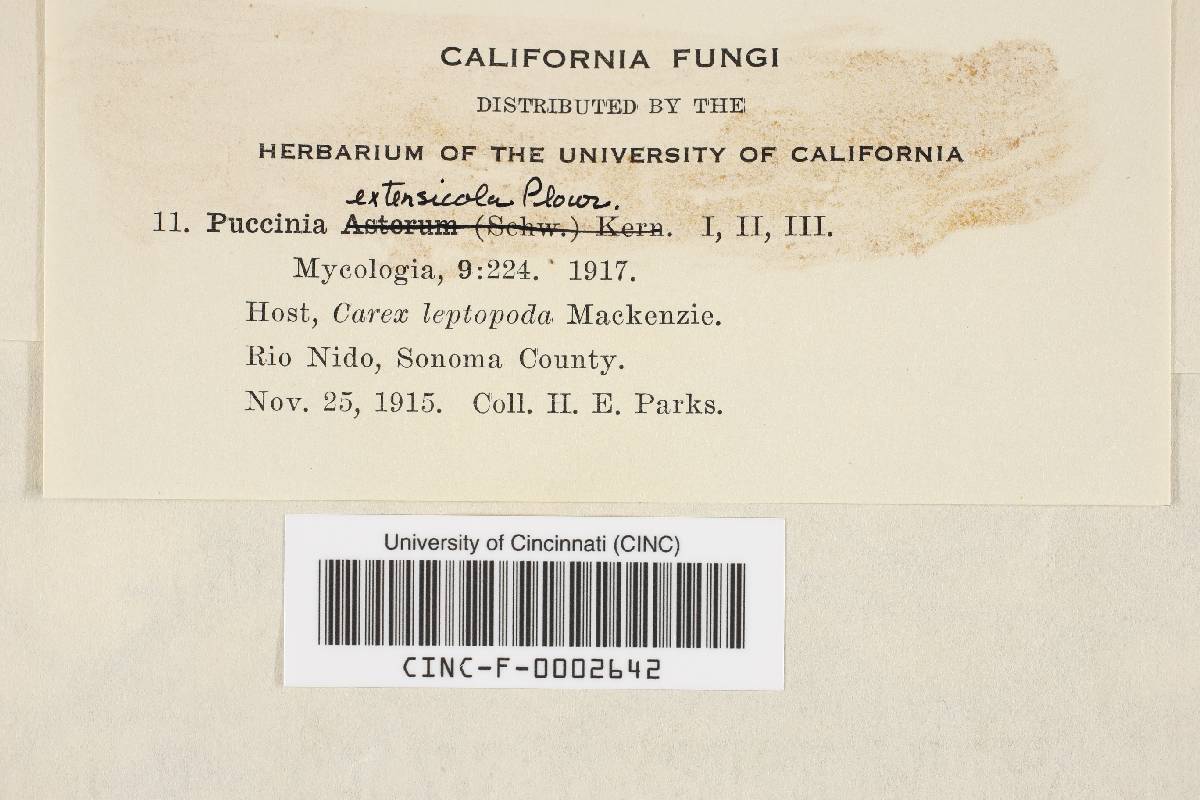 CALIFORNIA FUNGI
DISTRIBUTED BY THE
HERBARIUM OF THE UNIVERSITY OF CALIFORNIA
extensicola Plowr.
11. Puccinia Asterum (Schw.) Kern. I, II, III.
Mycologia, 9:224. 1917.
Host, Carex leptopoda Mackenzie.
Rio Nido, Sonoma County.
Nov. 25, 1915. Coll. H. E. Parks.
University of Cincinnati (CINC)
CINC-F-0002642